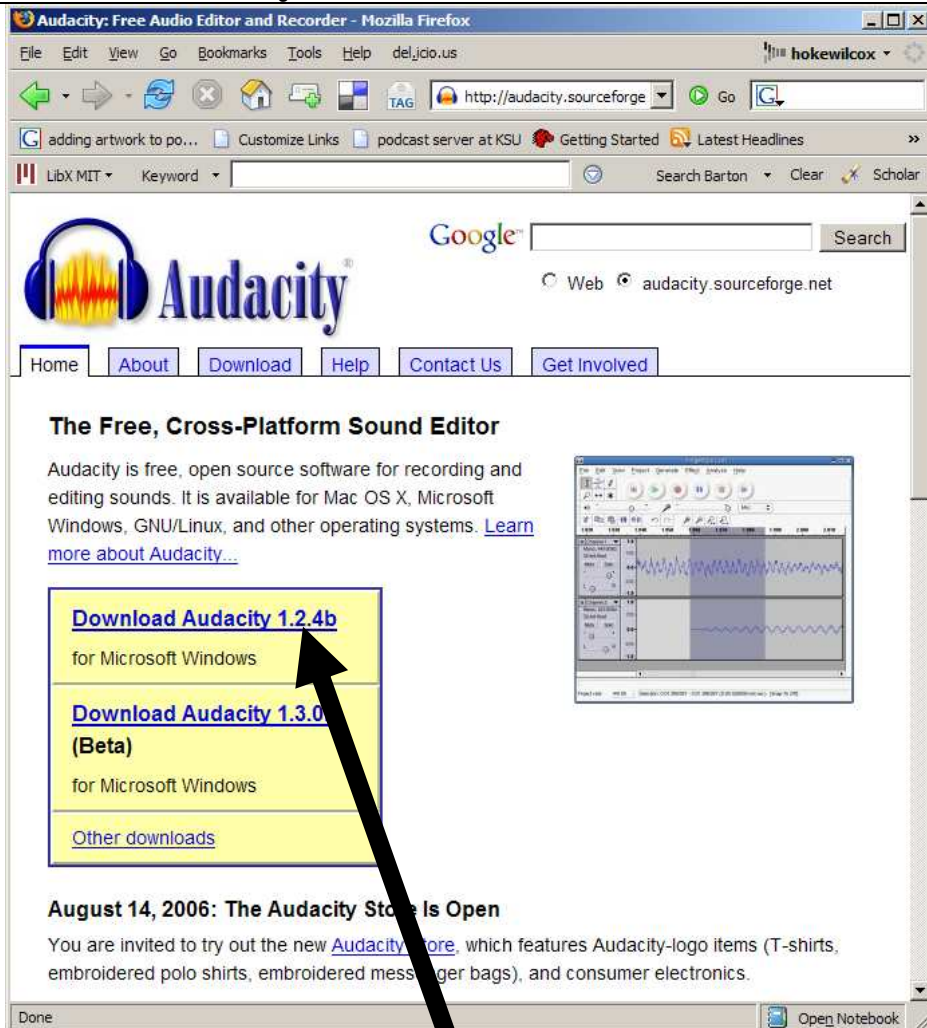 Audacity: Free Audio Editor and Recorder - Mozilla Firefox
File Edit View Go Bookmarks Tools Help del.icio.us hokewilcox
TAG http://audacity.sourceforge Go G
G adding artwork to po... Customize Links podcast server at KSU Getting Started Latest Headlines »
LibX MIT Keyword Search Barton Clear Scholar
Google™ Search
Audacity®
Web audacity.sourceforge.net
Home About Download Help Contact Us Get Involved
The Free, Cross-Platform Sound Editor
Audacity is free, open source software for recording and
editing sounds. It is available for Mac OS X, Microsoft
Windows, GNU/Linux, and other operating systems. Learn
more about Audacity...
Download Audacity 1.2.4b
for Microsoft Windows
Download Audacity 1.3.0
(Beta)
for Microsoft Windows
Other downloads
August 14, 2006: The Audacity Store Is Open
You are invited to try out the new Audacity Store, which features Audacity-logo items (T-shirts,
embroidered polo shirts, embroidered messenger bags), and consumer electronics.
Done Open Notebook